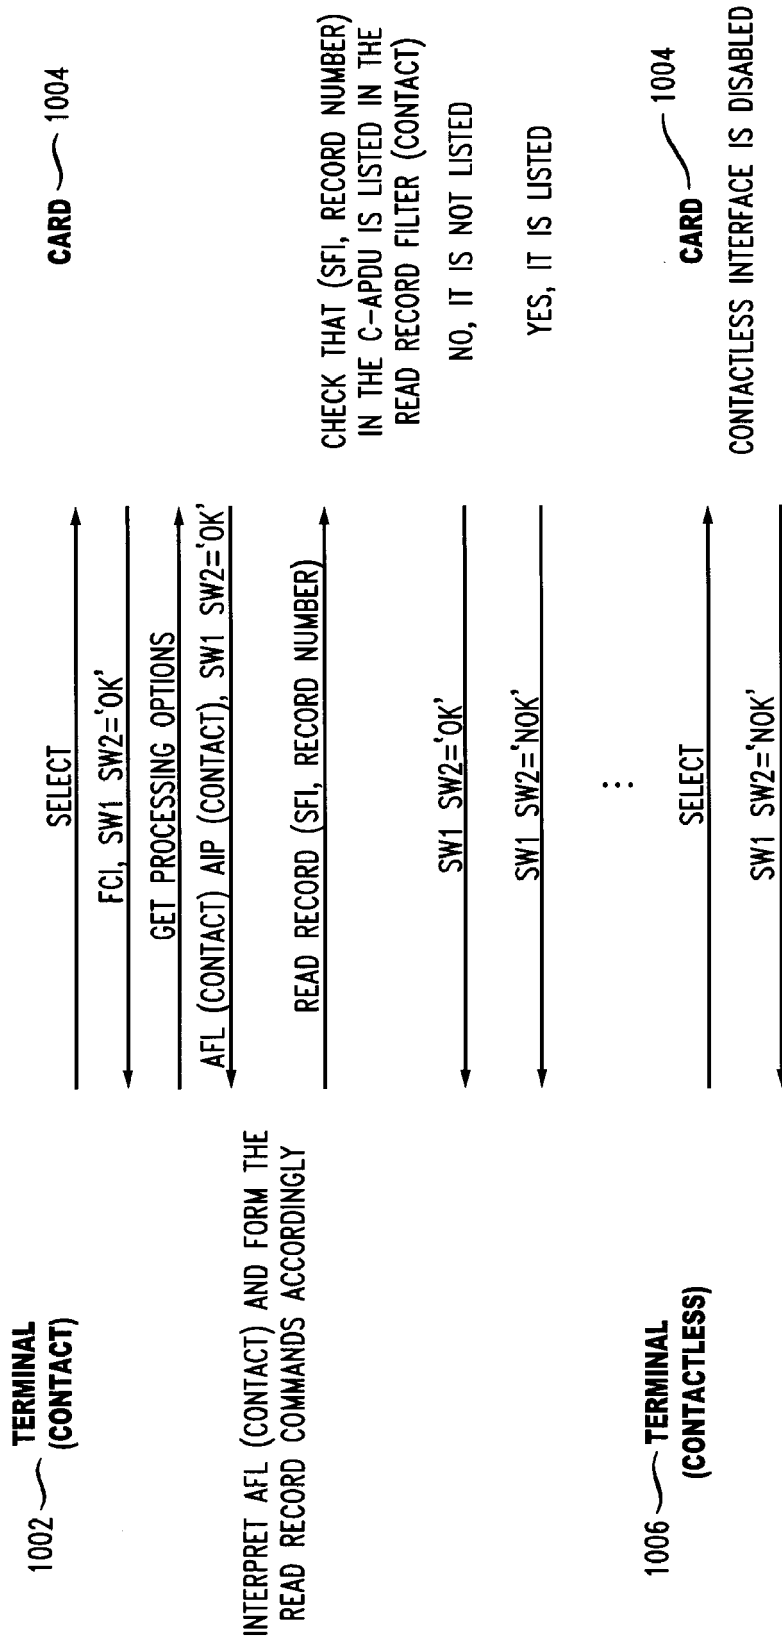 1002
TERMINAL
(CONTACT)
CARD
1004
SELECT
FCI, SW1 SW2='OK'
GET PROCESSING OPTIONS
AFL (CONTACT) AIP (CONTACT), SW1 SW2='OK'
INTERPRET AFL (CONTACT) AND FORM THE
READ RECORD COMMANDS ACCORDINGLY
READ RECORD (SFI, RECORD NUMBER)
CHECK THAT (SFI, RECORD NUMBER)
IN THE C-APDU IS LISTED IN THE
READ RECORD FILTER (CONTACT)
SW1 SW2='OK'
NO, IT IS NOT LISTED
SW1 SW2='NOK'
YES, IT IS LISTED
...
1006
TERMINAL
(CONTACTLESS)
CARD
1004
SELECT
CONTACTLESS INTERFACE IS DISABLED
SW1 SW2='NOK'